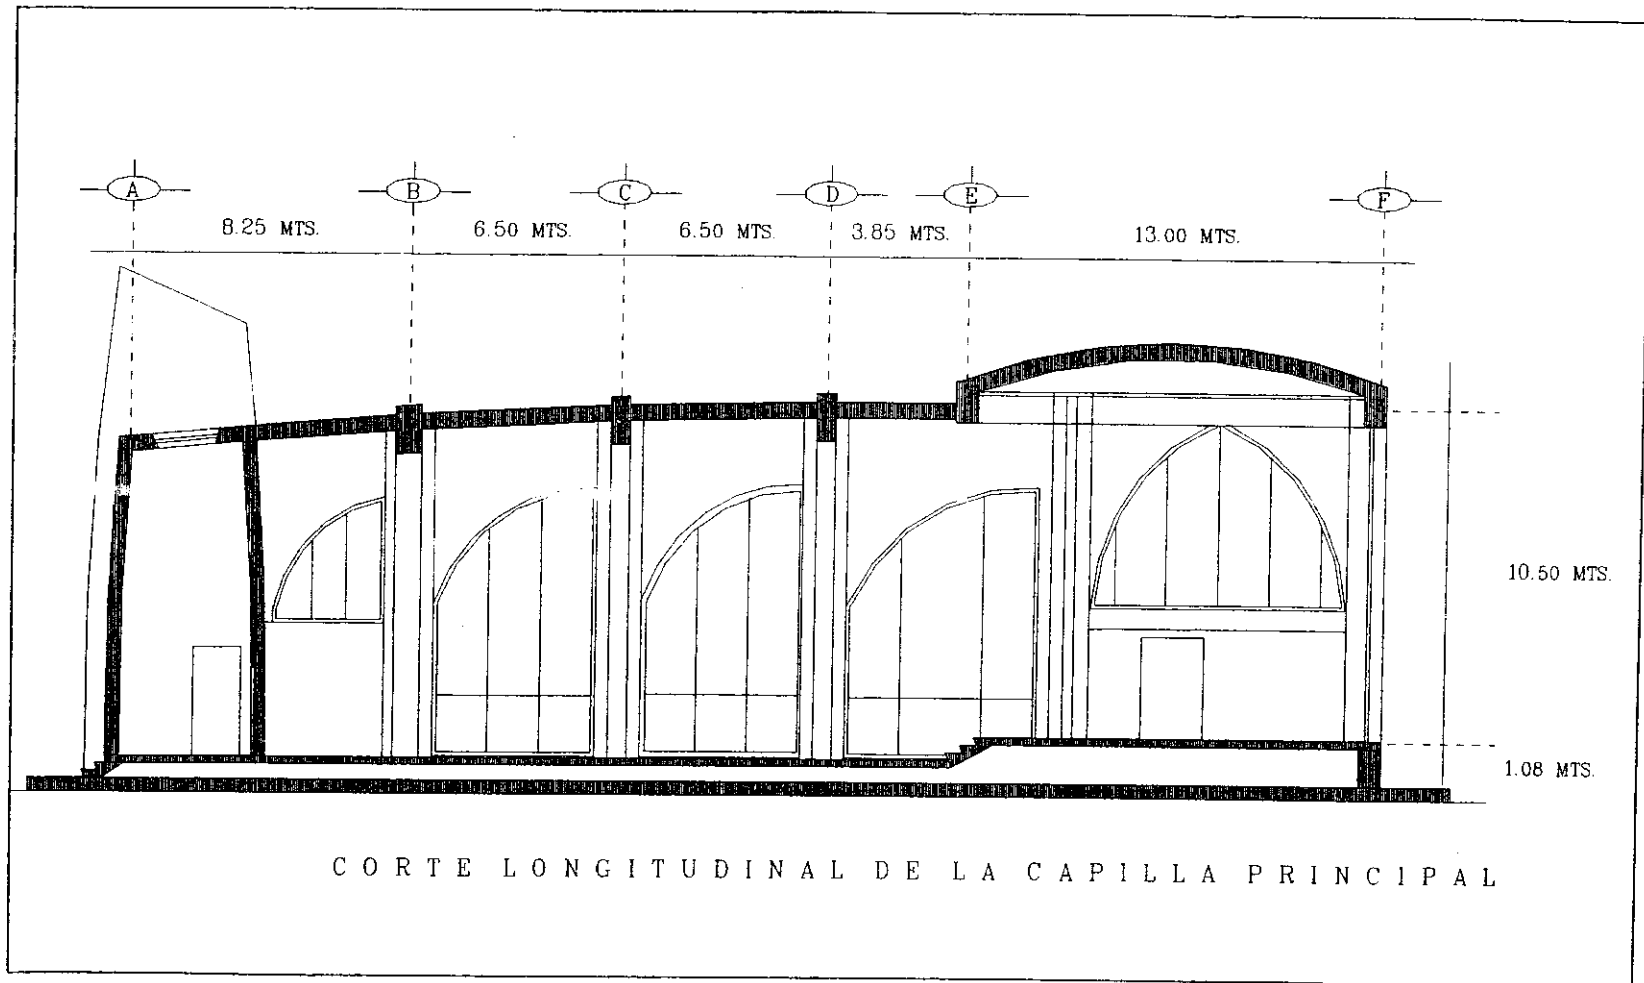 A B C D E F
8.25 MTS. 6.50 MTS. 6.50 MTS. 3.85 MTS. 13.00 MTS.
10.50 MTS.
1.08 MTS.
CORTE LONGITUDINAL DE LA CAPILLA PRINCIPAL